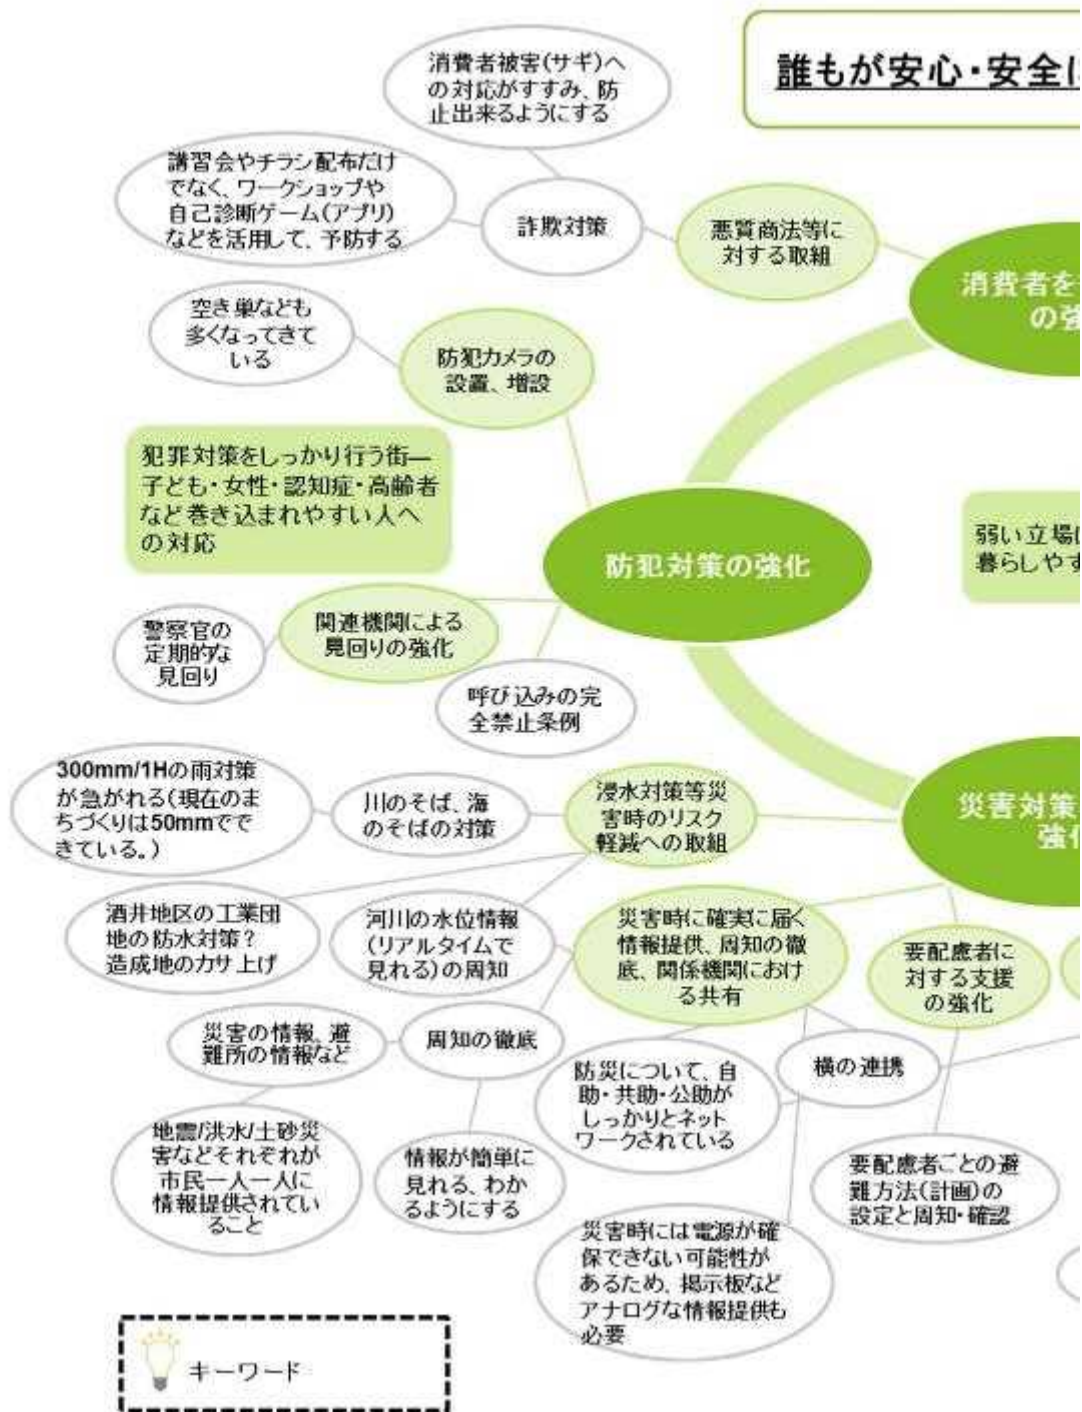 誰もが安心・安全に
消費者被害(サギ)へ
の対応がすすみ、防
止出来るようにする
講習会やチラシ配布だけ
でなく、ワークショップや
自己診断ゲーム(アプリ)
などを活用して、予防する
詐欺対策
悪質商法等に
対する取組
消費者を
の強
空き巣なども
多くなってきて
いる
防犯カメラの
設置、増設
犯罪対策をしっかり行う街―
子ども・女性・認知症・高齢者
など巻き込まれやすい人へ
の対応
防犯対策の強化
弱い立場
暮らしやす
関連機関による
見回りの強化
警察官の
定期的な
見回り
呼び込みの完
全禁止条例
300mm/1Hの雨対策
が急がれる(現在のま
ちづくりは50mmでで
きている。)
川のそば、海
のそばの対策
浸水対策等災
害時のリスク
軽減への取組
災害対策
強化
酒井地区の工業団
地の防水対策?
造成地のカサ上げ
河川の水位情報
(リアルタイムで
見れる)の周知
災害時に確実に届く
情報提供、周知の徹
底、関係機関におけ
る共有
要配慮者に
対する支援
の強化
災害の情報、避
難所の情報など
周知の徹底
防災について、自
助・共助・公助が
しっかりとネット
ワークされている
横の連携
地震/洪水/土砂災
害などそれぞれが
市民一人一人に
情報提供されてい
ること
情報が簡単に
見れる、わか
るようにする
要配慮者ごとの避
難方法(計画)の
設定と周知・確認
災害時には電源が確
保できない可能性が
あるため、掲示板など
アナログな情報提供も
必要
キーワード